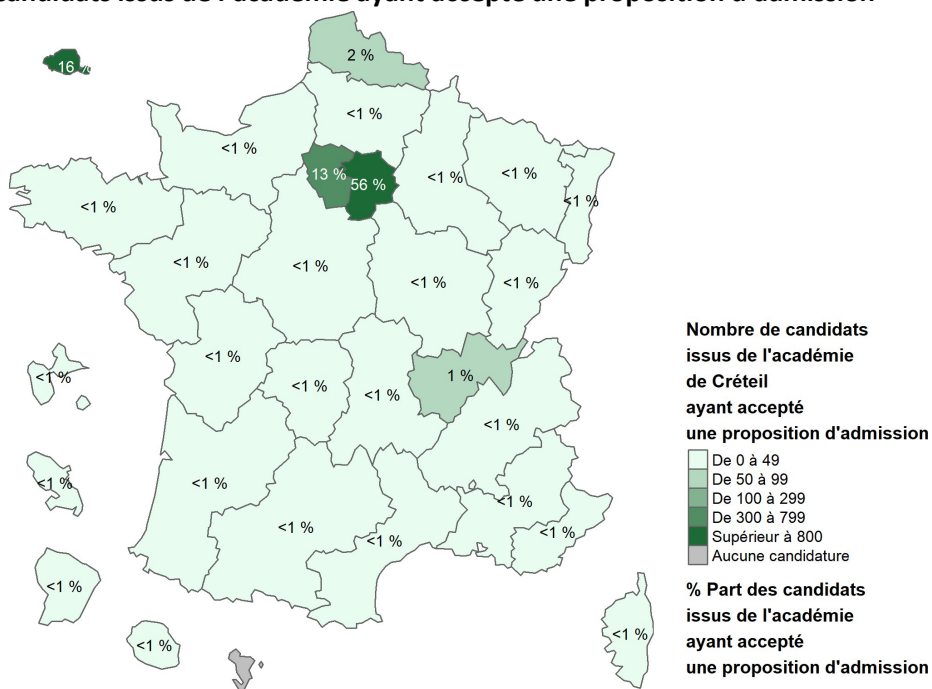 candidats issus de l'académie ayant accepté une proposition d'admission
2 %
16 %
<1 %
<1 %
13 %
56 %
<1 %
<1 %
<1 %
<1 %
<1 %
<1 %
<1 %
<1 %
<1 %
<1 %
<1 %
1 %
<1 %
<1 %
<1 %
<1 %
<1 %
<1 %
<1 %
<1 %
<1 %
<1 %
<1 %
<1 %
Nombre de candidats
issus de l'académie
de Créteil
ayant accepté
une proposition d'admission
De 0 à 49
De 50 à 99
De 100 à 299
De 300 à 799
Supérieur à 800
Aucune candidature
% Part des candidats
issus de l'académie
ayant accepté
une proposition d'admission